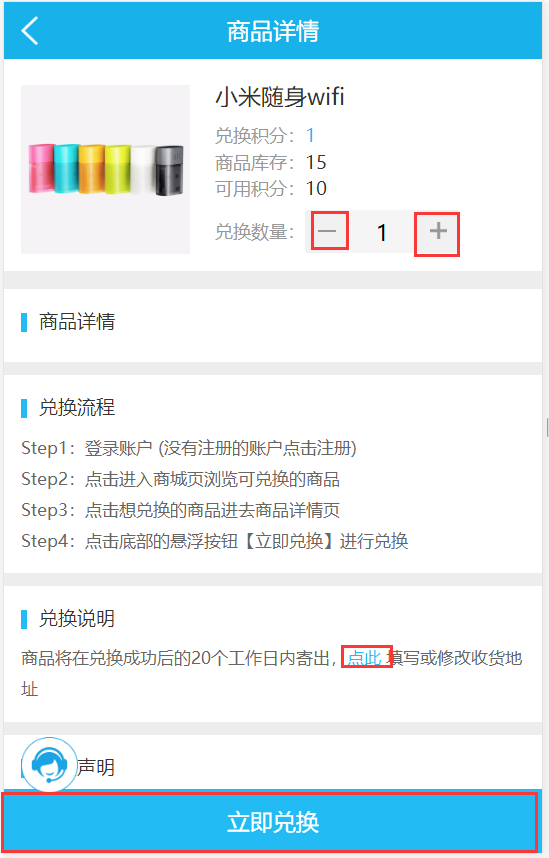 商品详情
小米随身wifi
兑换积分：1
商品库存：15
可用积分：10
兑换数量：
1
商品详情
兑换流程
Step1：登录账户 (没有注册的账户点击注册)
Step2：点击进入商城页浏览可兑换的商品
Step3：点击想兑换的商品进去商品详情页
Step4：点击底部的悬浮按钮【立即兑换】进行兑换
兑换说明
商品将在兑换成功后的20个工作日内寄出，点此 填写或修改收货地
址
声明
立即兑换